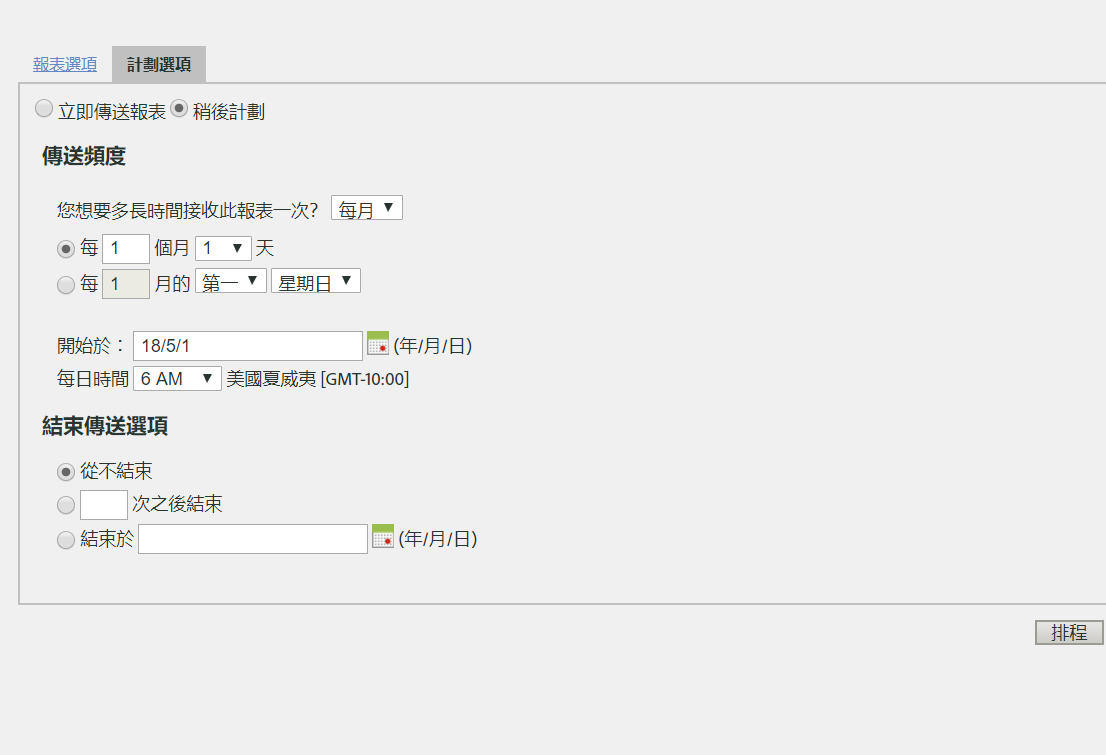 報表選項 計劃選項
立即傳送報表 稍後計劃
傳送頻度
您想要多長時間接收此報表一次? 每月
每 1 個月 1 天
每 1 月的 第一 星期日
開始於： 18/5/1 (年/月/日)
每日時間 6 AM 美國夏威夷 [GMT-10:00]
結束傳送選項
從不結束
次之後結束
結束於 (年/月/日)
排程